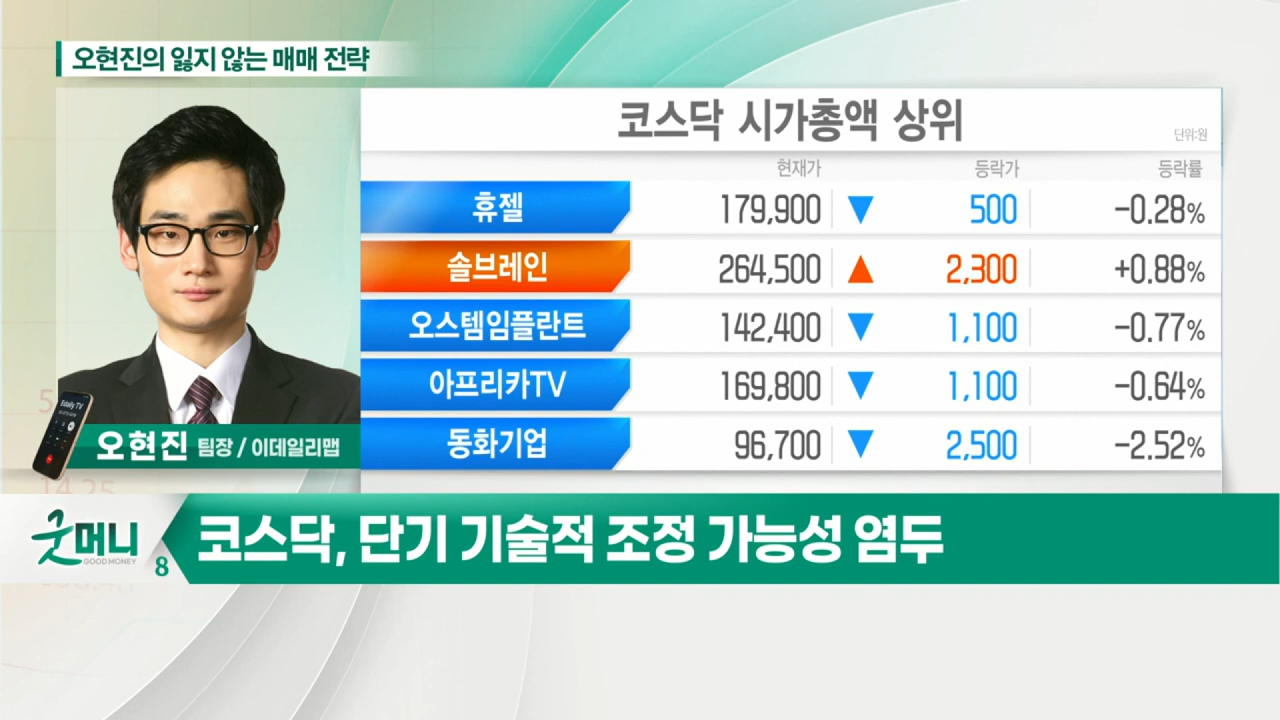 오현진의 잃지 않는 매매 전략
코스닥 시가총액 상위
단위:원
현재가 등락가 등락률
휴젤 179,900 ▼ 500 -0.28%
솔브레인 264,500 ▲ 2,300 +0.88%
오스템임플란트 142,400 ▼ 1,100 -0.77%
아프리카TV 169,800 ▼ 1,100 -0.64%
동화기업 96,700 ▼ 2,500 -2.52%
오현진 팀장 / 이데일리맵
굿머니
GOOD MONEY
8
코스닥, 단기 기술적 조정 가능성 염두